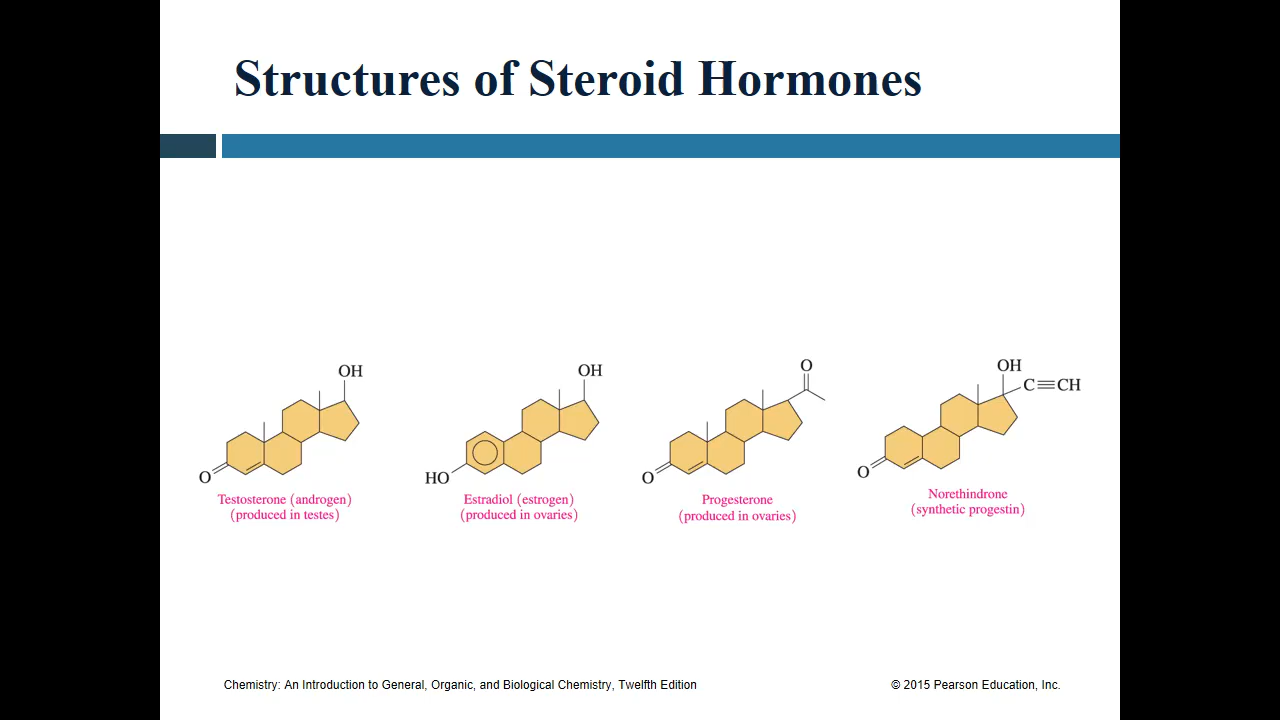 Structures of Steroid Hormones
OH
O
Testosterone (androgen)
(produced in testes)
OH
HO
Estradiol (estrogen)
(produced in ovaries)
O
O
Progesterone
(produced in ovaries)
OH
C≡CH
O
Norethindrone
(synthetic progestin)
Chemistry: An Introduction to General, Organic, and Biological Chemistry, Twelfth Edition
© 2015 Pearson Education, Inc.